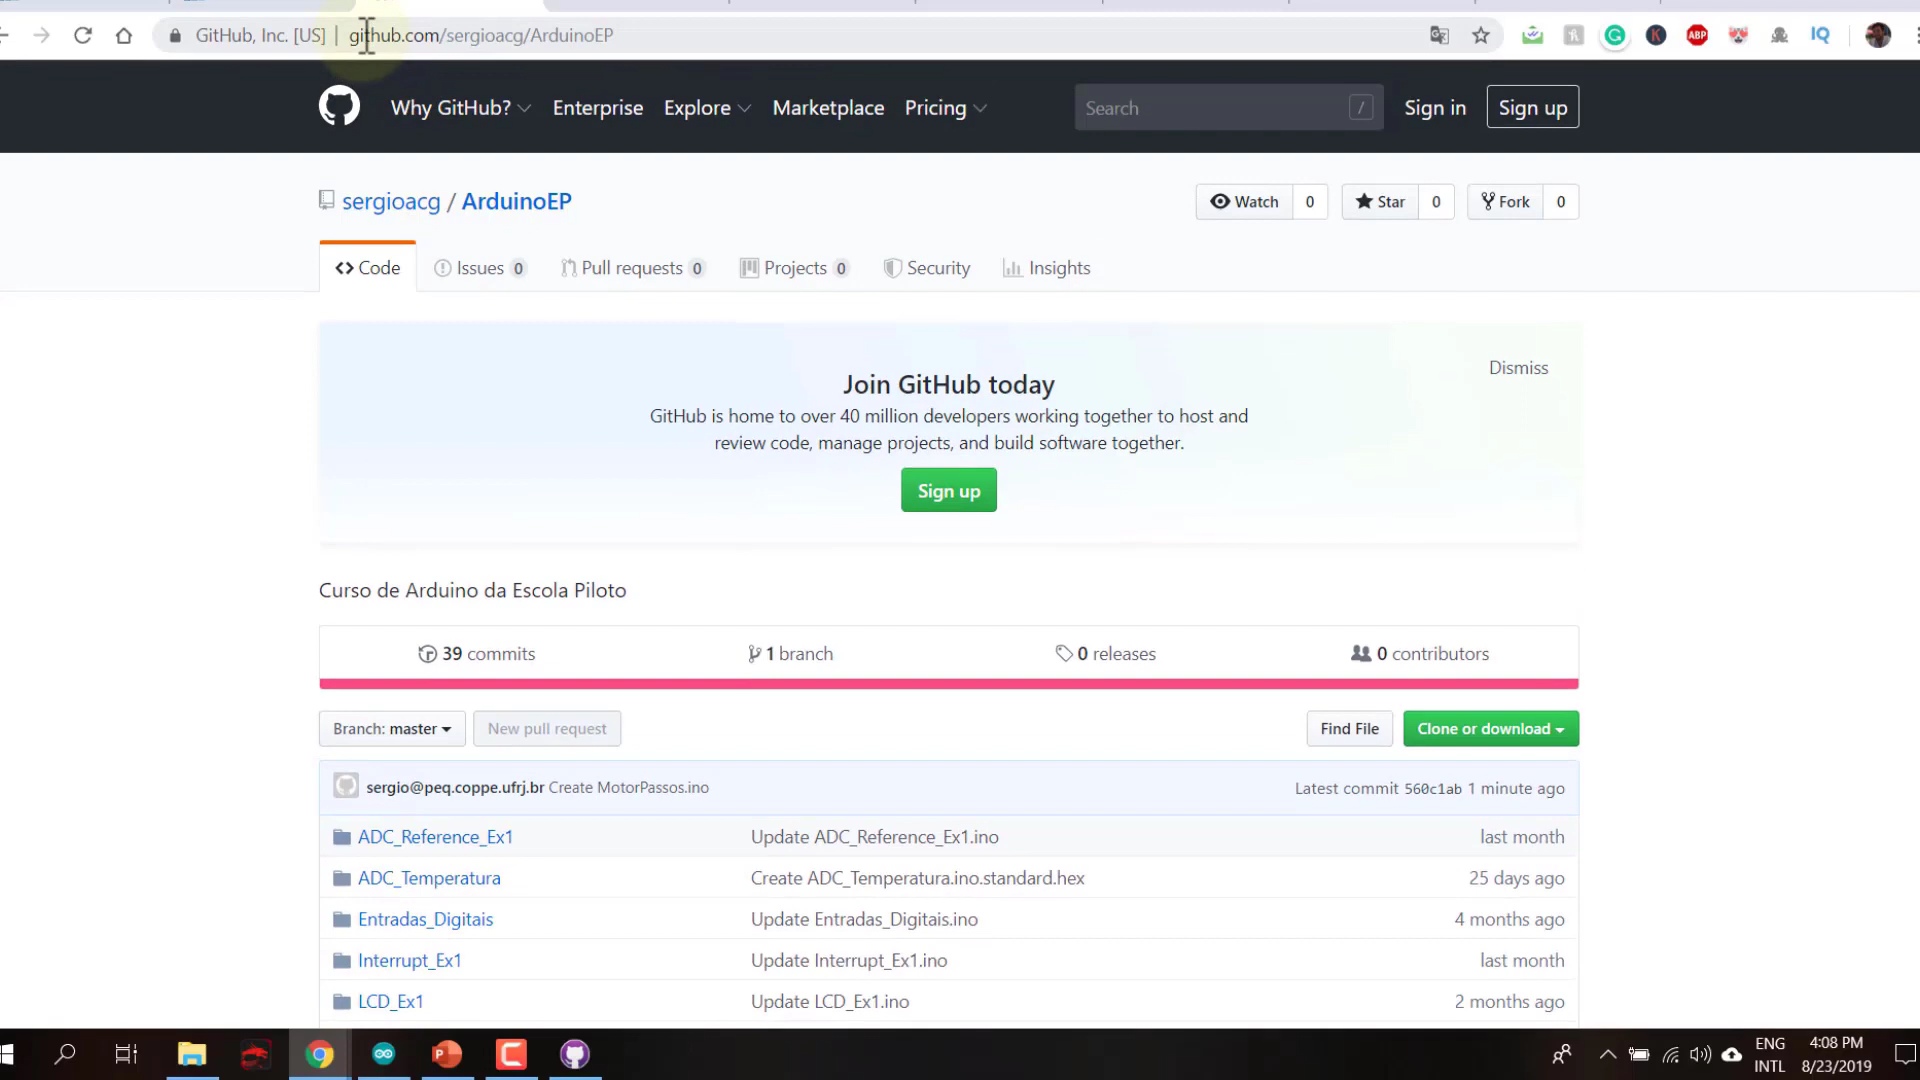 GitHub, Inc. [US] | github.com/sergioacg/ArduinoEP
ABP
IQ
Why GitHub? Enterprise Explore Marketplace Pricing Search / Sign in Sign up
sergioacg / ArduinoEP
Watch 0 Star 0 Fork 0
Code Issues 0 Pull requests 0 Projects 0 Security Insights
Dismiss
Join GitHub today
GitHub is home to over 40 million developers working together to host and
review code, manage projects, and build software together.
Sign up
Curso de Arduino da Escola Piloto
39 commits 1 branch 0 releases 0 contributors
Branch: master New pull request Find File Clone or download
sergio@peq.coppe.ufrj.br Create MotorPassos.ino Latest commit 560c1ab 1 minute ago
ADC_Reference_Ex1 Update ADC_Reference_Ex1.ino last month
ADC_Temperatura Create ADC_Temperatura.ino.standard.hex 25 days ago
Entradas_Digitais Update Entradas_Digitais.ino 4 months ago
Interrupt_Ex1 Update Interrupt_Ex1.ino last month
LCD_Ex1 Update LCD_Ex1.ino 2 months ago
ENG 4:08 PM
INTL 8/23/2019